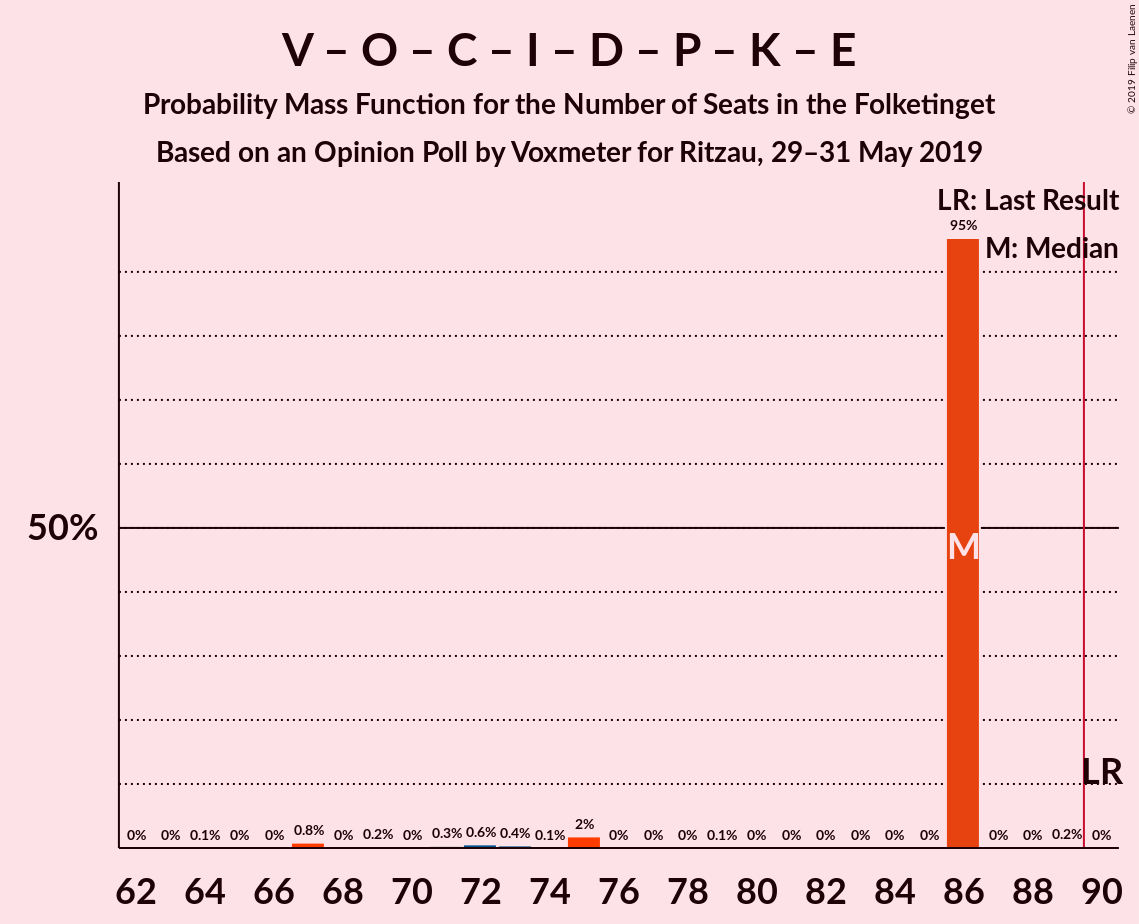 V – O – C – I – D – P – K – E
Probability Mass Function for the Number of Seats in the Folketinget
Based on an Opinion Poll by Voxmeter for Ritzau, 29–31 May 2019
© 2019 Filip van Laenen
LR: Last Result
M: Median
95%
50%
M
LR
0% 0% 0.1% 0% 0% 0.8% 0% 0.2% 0% 0.3% 0.6% 0.4% 0.1% 2% 0% 0% 0% 0.1% 0% 0% 0% 0% 0% 0% 0% 0% 0.2% 0%
62 64 66 68 70 72 74 76 78 80 82 84 86 88 90